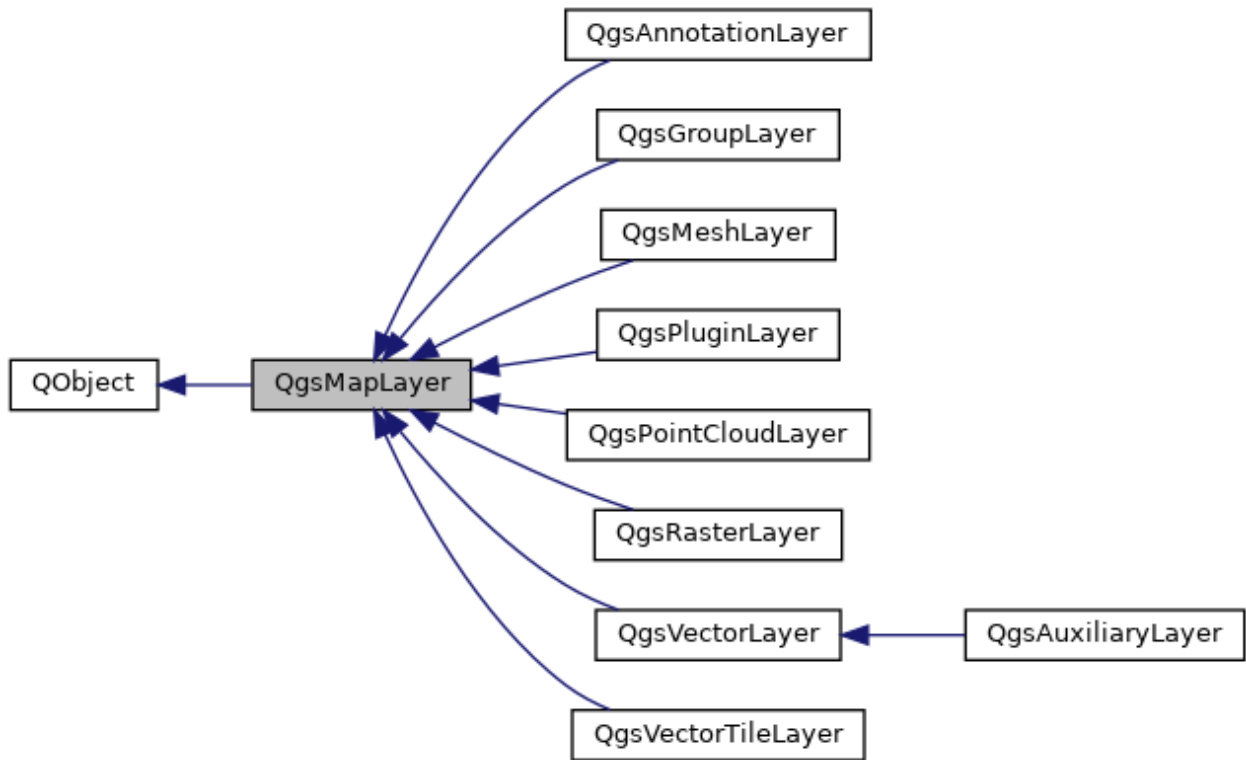 QgsAnnotationLayer
QgsGroupLayer
QgsMeshLayer
QgsPluginLayer
QObject
QgsMapLayer
QgsPointCloudLayer
QgsRasterLayer
QgsVectorLayer
QgsAuxiliaryLayer
QgsVectorTileLayer